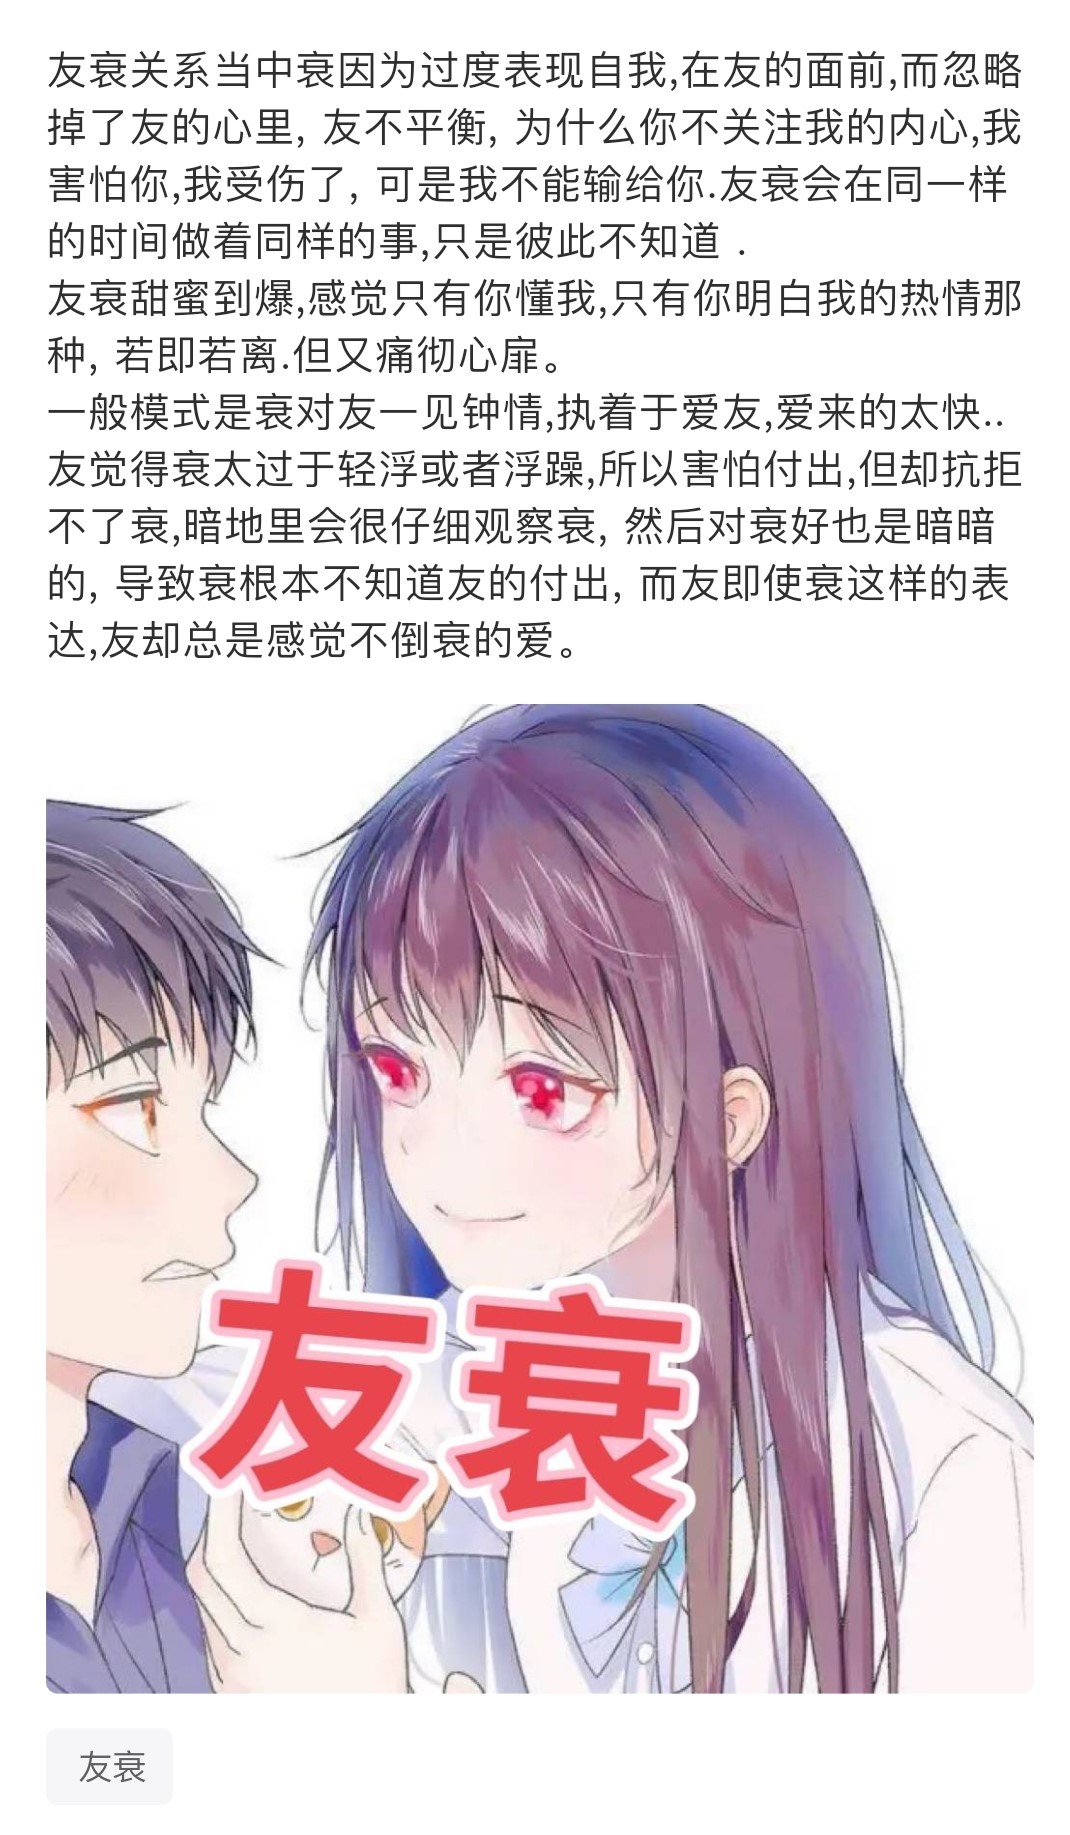 友衰关系当中衰因为过度表现自我,在友的面前,而忽略
掉了友的心里, 友不平衡, 为什么你不关注我的内心,我
害怕你,我受伤了, 可是我不能输给你.友衰会在同一样
的时间做着同样的事,只是彼此不知道 .
友衰甜蜜到爆,感觉只有你懂我,只有你明白我的热情那
种, 若即若离.但又痛彻心扉。
一般模式是衰对友一见钟情,执着于爱友,爱来的太快..
友觉得衰太过于轻浮或者浮躁,所以害怕付出,但却抗拒
不了衰,暗地里会很仔细观察衰, 然后对衰好也是暗暗
的, 导致衰根本不知道友的付出, 而友即使衰这样的表
达,友却总是感觉不倒衰的爱。
友衰
友衰